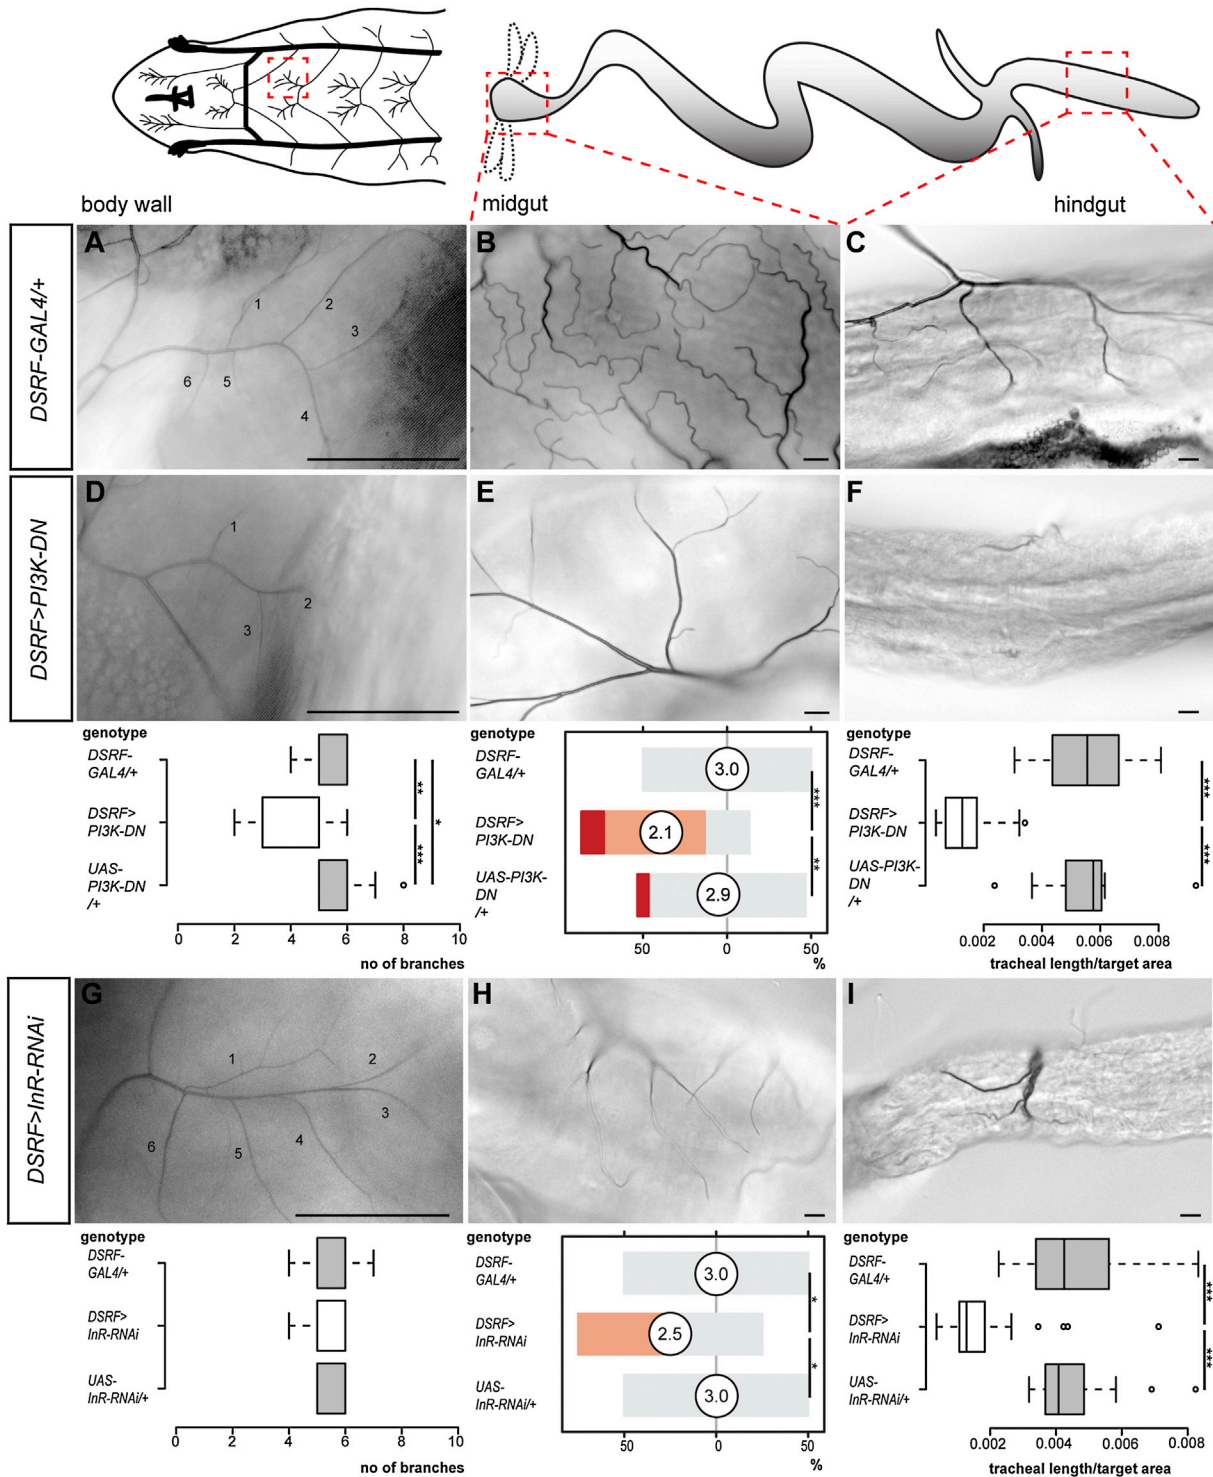 body wall
midgut
hindgut
DSRF-GAL4/+
A
1
2
3
6
5
4
B
C
DSRF>PI3K-DN
D
1
2
3
E
F
genotype
DSRF-
GAL4/+
DSRF>
PI3K-DN
UAS-
PI3K-DN
/+
**
***
*
0 2 4 6 8 10
no of branches
genotype
DSRF-
GAL4/+
DSRF>
PI3K-DN
UAS-PI3K-
DN
/+
3.0
2.1
2.9
***
**
50 0 50
%
genotype
DSRF-
GAL4/+
DSRF>
PI3K-DN
UAS-PI3K-
DN
/+
***
***
0.002 0.004 0.006 0.008
tracheal length/target area
DSRF>InR-RNAi
G
1
2
3
4
5
6
H
I
genotype
DSRF-
GAL4/+
DSRF>
InR-RNAi
UAS-
InR-RNAi/+
0 2 4 6 8 10
no of branches
genotype
DSRF-
GAL4/+
DSRF>
InR-RNAi
UAS-
InR-RNAi/+
3.0
2.5
3.0
*
*
50 0 50
%
genotype
DSRF-
GAL4/+
DSRF>
InR-RNAi
UAS-
InR-RNAi/+
***
***
0.002 0.004 0.006 0.008
tracheal length/target area